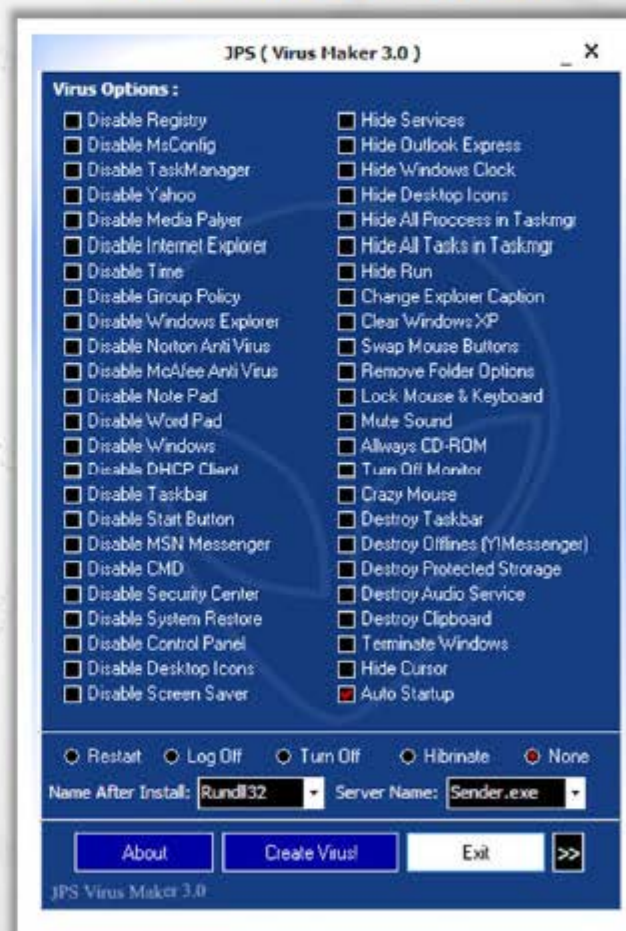 JPS ( Virus Maker 3.0 )
_ X
Virus Options :
Disable Registry
Disable MsConfig
Disable TaskManager
Disable Yahoo
Disable Media Palyer
Disable Internet Explorer
Disable Time
Disable Group Policy
Disable Windows Explorer
Disable Norton Anti Virus
Disable McAfee Anti Virus
Disable Note Pad
Disable Word Pad
Disable Windows
Disable DHCP Client
Disable Taskbar
Disable Start Button
Disable MSN Messenger
Disable CMD
Disable Security Center
Disable System Restore
Disable Control Panel
Disable Desktop Icons
Disable Screen Saver
Hide Services
Hide Outlook Express
Hide Windows Clock
Hide Desktop Icons
Hide All Proccess in Taskmgr
Hide All Tasks in Taskmgr
Hide Run
Change Explorer Caption
Clear Windows XP
Swap Mouse Buttons
Remove Folder Options
Lock Mouse & Keyboard
Mute Sound
Allways CD-ROM
Turn Off Monitor
Crazy Mouse
Destroy Taskbar
Destroy Offlines (Y!Messenger)
Destroy Protected Strorage
Destroy Audio Service
Destroy Clipboard
Terminate Windows
Hide Cursor
Auto Startup
Restart Log Off Turn Off Hibrinate None
Name After Install: Rundll32 Server Name: Sender.exe
About Create Virus! Exit >>
JPS Virus Maker 3.0